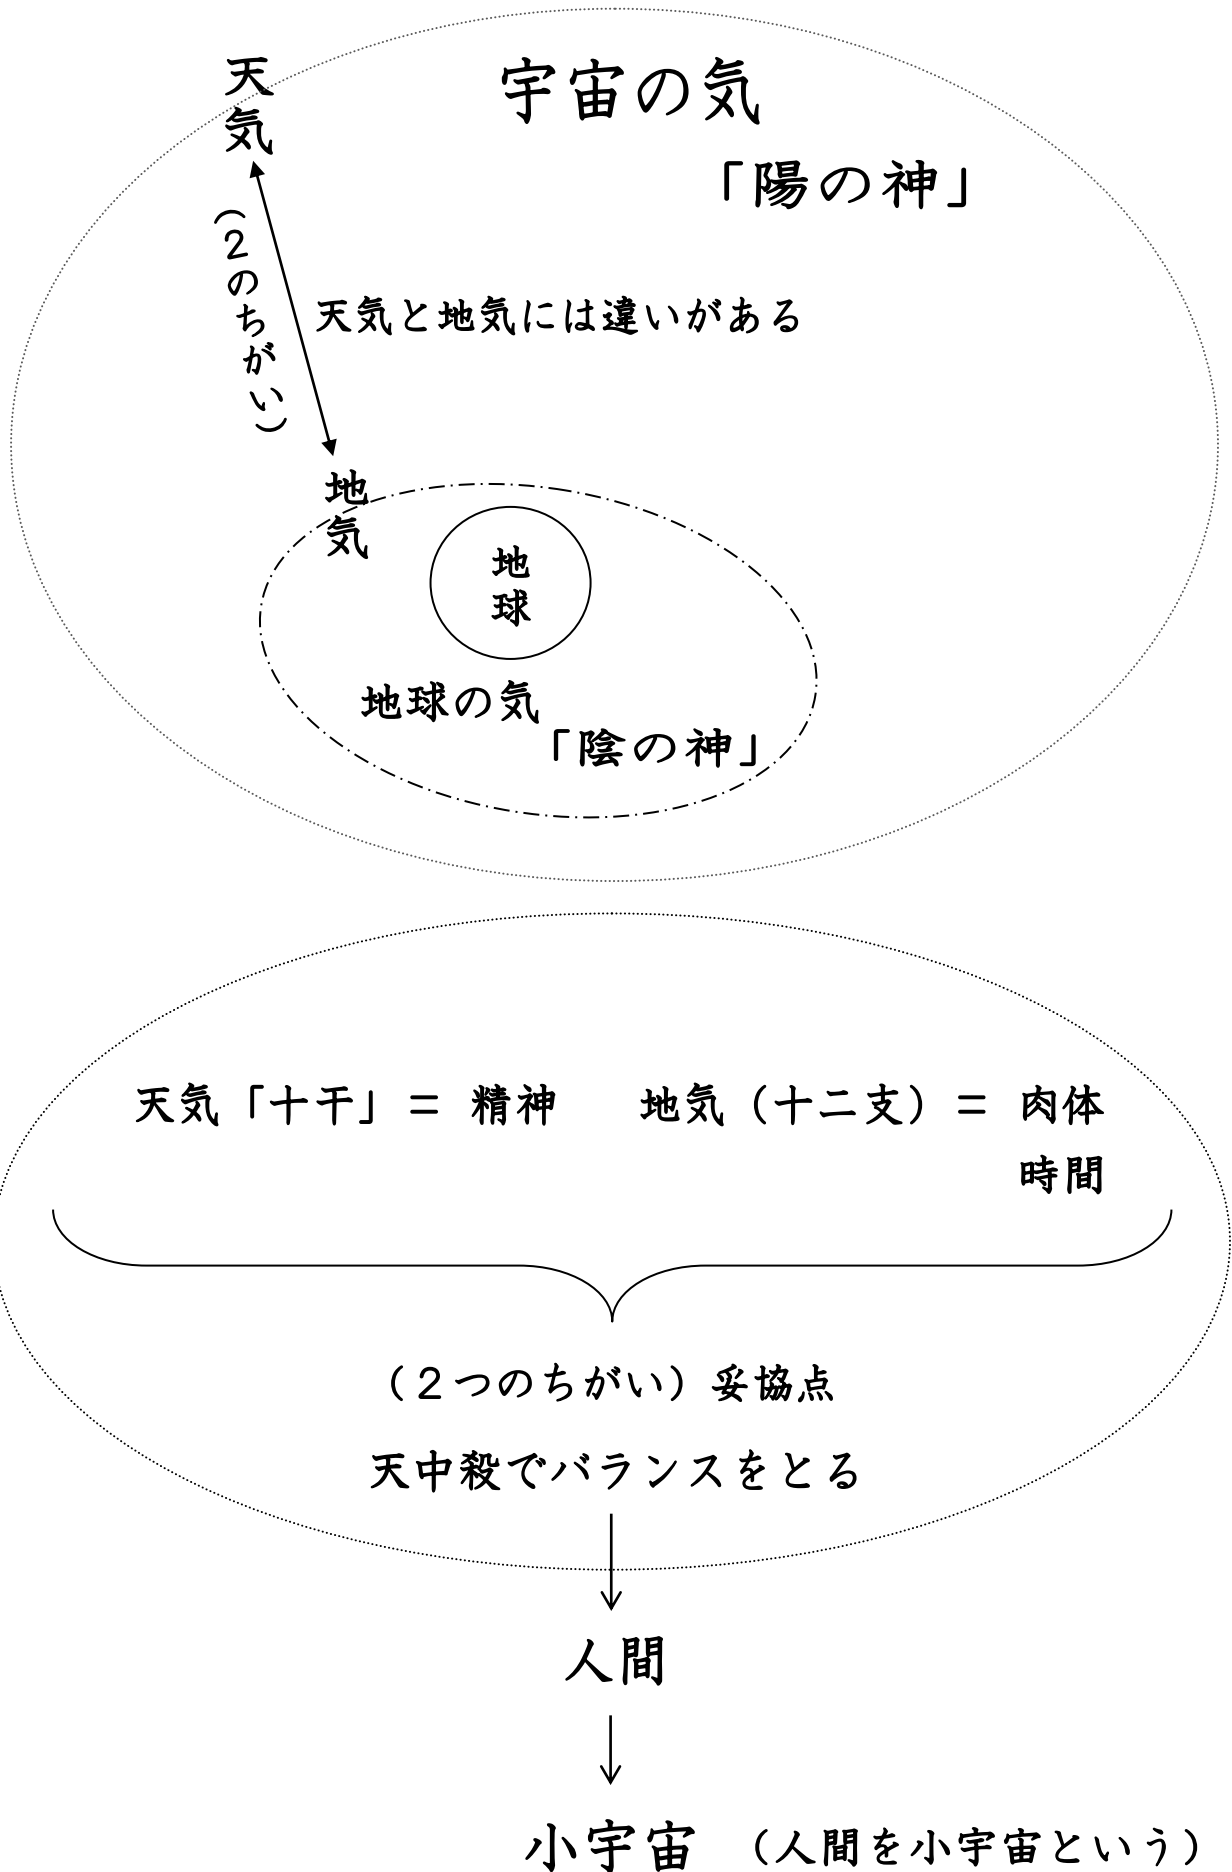 天気
宇宙の気
「陽の神」
（２のちがい）
天気と地気には違いがある
地気
地球
地球の気
「陰の神」
天気「十干」＝ 精神　地気（十二支）＝ 肉体
時間
（２つのちがい）妥協点
天中殺でバランスをとる
人間
小宇宙　（人間を小宇宙という）